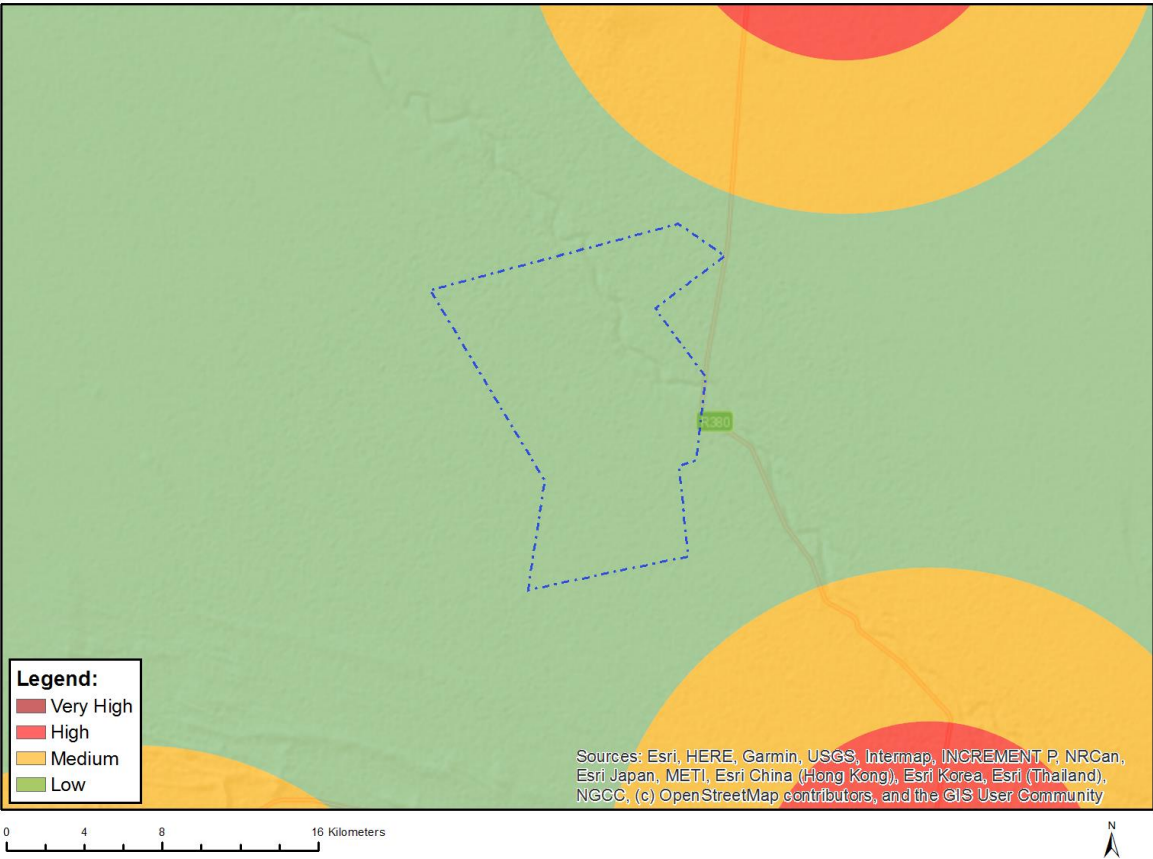 R380
Legend:
Very High
High
Medium
Low
Sources: Esri, HERE, Garmin, USGS, Intermap, INCREMENT P, NRCan,
Esri Japan, METI, Esri China (Hong Kong), Esri Korea, Esri (Thailand),
NGCC, (c) OpenStreetMap contributors, and the GIS User Community
0 4 8 16 Kilometers
N